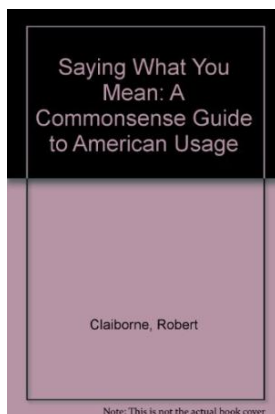 Saying What You
Mean: A
Commonsense Guide
to American Usage
Claiborne, Robert
Note: This is not the actual book cover